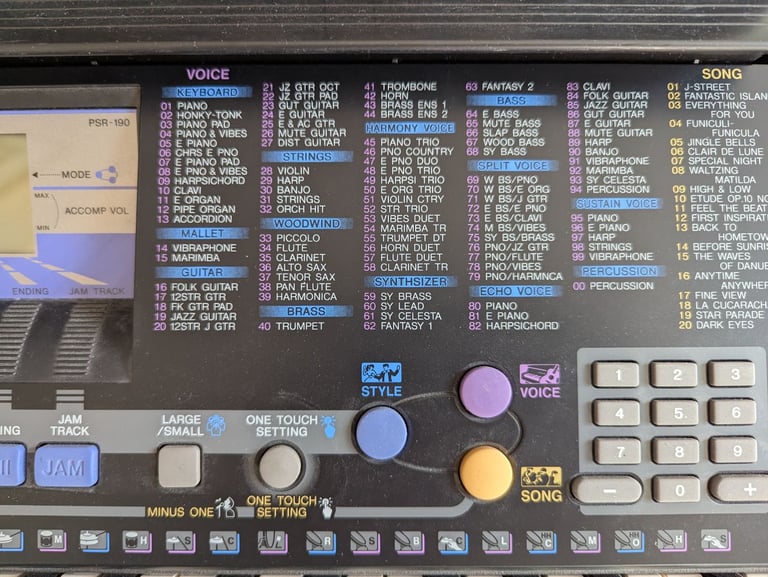 VOICE
KEYBOARD
01 PIANO
02 HONKY-TONK
03 PIANO PAD
04 PIANO & VIBES
05 E PIANO
06 CHRS E PNO
07 E PIANO PAD
08 E PNO & VIBES
09 HARPSICHORD
10 CLAVI
11 E ORGAN
12 PIPE ORGAN
13 ACCORDION
MALLET
14 VIBRAPHONE
15 MARIMBA
GUITAR
16 FOLK GUITAR
17 12STR GTR
18 FK GTR PAD
19 JAZZ GUITAR
20 12STR J GTR
21 JZ GTR OCT
22 JZ GTR PAD
23 GUT GUITAR
24 E GUITAR
25 E & AC GTR
26 MUTE GUITAR
27 DIST GUITAR
STRINGS
28 VIOLIN
29 HARP
30 BANJO
31 STRINGS
32 ORCH HIT
WOODWIND
33 PICCOLO
34 FLUTE
35 CLARINET
36 ALTO SAX
37 TENOR SAX
38 PAN FLUTE
39 HARMONICA
BRASS
40 TRUMPET
41 TROMBONE
42 HORN
43 BRASS ENS 1
44 BRASS ENS 2
HARMONY VOICE
45 PIANO TRIO
46 PNO COUNTRY
47 E PNO DUO
48 E PNO TRIO
49 HARPS TRIO
50 E ORG TRIO
51 VIOLIN CTRY
52 STR TRIO
53 VIBES DUET
54 MARIMBA TR
55 TRUMPET DT
56 HORN DUET
57 FLUTE DUET
58 CLARINET TR
SYNTHSIZER
59 SY BRASS
60 SY LEAD
61 SY CELESTA
62 FANTASY 1
63 FANTASY 2
BASS
64 E BASS
65 MUTE BASS
66 SLAP BASS
67 WOOD BASS
68 SY BASS
SPLIT VOICE
69 W BS/PNO
70 W BS/E ORG
71 W BS/J GTR
72 E BS/E PNO
73 E BS/CLAVI
74 M BS/VIBES
75 SY BS/BRASS
76 PNO/JZ GTR
77 PNO/FLUTE
78 PNO/VIBES
79 PNO/HARMNCA
ECHO VOICE
80 PIANO
81 E PIANO
82 HARPSICHORD
83 CLAVI
84 FOLK GUITAR
85 JAZZ GUITAR
86 GUT GUITAR
87 E GUITAR
88 MUTE GUITAR
89 HARP
90 BANJO
91 VIBRAPHONE
92 MARIMBA
93 SY CELESTA
94 PERCUSSION
SUSTAIN VOICE
95 PIANO
96 E PIANO
97 HARP
98 STRINGS
99 VIBRAPHONE
PERCUSSION
00 PERCUSSION
SONG
01 J-STREET
02 FANTASTIC ISLAN
03 EVERYTHING
FOR YOU
04 FUNICULI-
FUNICULA
05 JINGLE BELLS
06 CLAIR DE LUNE
07 SPECIAL NIGHT
08 WALTZING
MATILDA
09 HIGH & LOW
10 ETUDE OP.10 NO
11 FEEL THE BEAT
12 FIRST INSPIRATI
13 BACK TO
HOMETOW
14 BEFORE SUNRI
15 THE WAVES
OF DANUB
16 ANYTIME
ANYWHER
17 FINE VIEW
18 LA CUCARACHA
19 STAR PARADE
20 DARK EYES
PSR-190
MODE
MAX
ACCOMP VOL
MIN
ENDING
JAM TRACK
STYLE
VOICE
SONG
JAM
TRACK
JAM
LARGE
/SMALL
ONE TOUCH
SETTING
MINUS ONE
ONE TOUCH
SETTING
1 2 3
4 5 6
7 8 9
− 0 +
M H S C R S B C L HH C M HH O H S